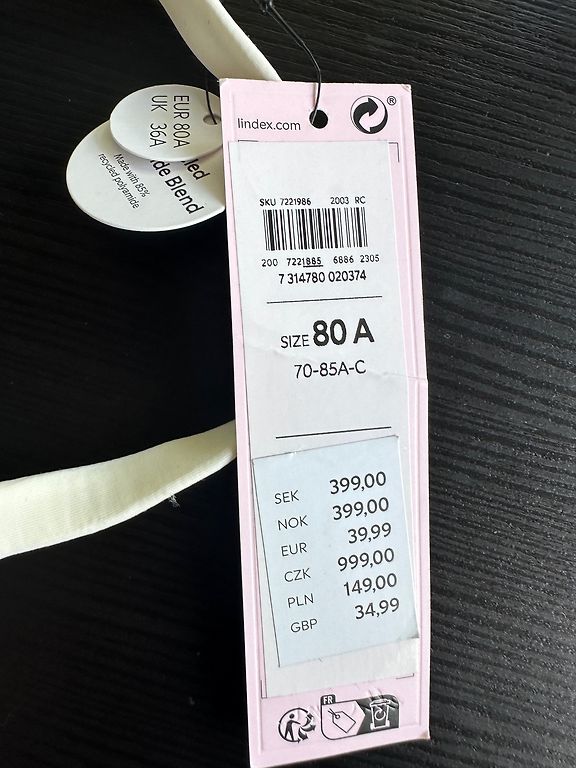 EUR 80A
UK 36A
de Blend
Made with 85%
recycled polyamide
lindex.com
®
SKU 7221986 2003 RC
200 7221885 6886 2305
7 314780 020374
SIZE 80 A
70-85A-C
SEK 399,00
NOK 399,00
EUR 39,99
CZK 999,00
PLN 149,00
GBP 34,99
FR